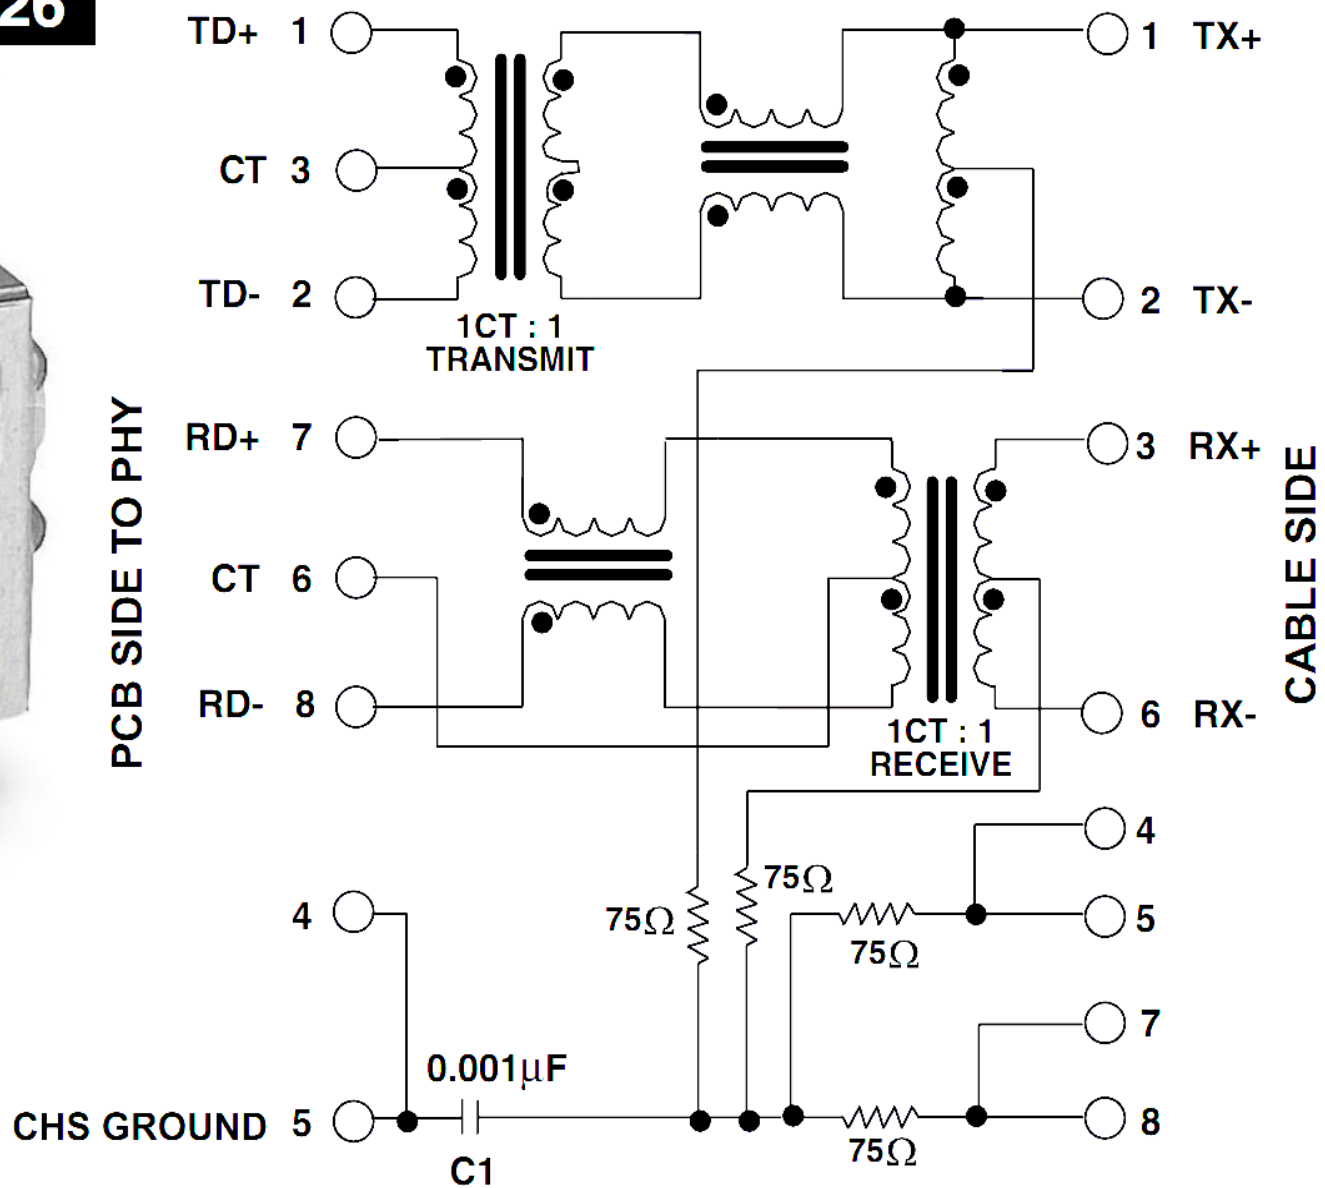 26
TD+ 1
1 TX+
CT 3
TD- 2
2 TX-
1CT : 1
TRANSMIT
RD+ 7
3 RX+
CT 6
RD- 8
6 RX-
1CT : 1
RECEIVE
PCB SIDE TO PHY
CABLE SIDE
4
75Ω
75Ω
4
5
75Ω
7
0.001µF
CHS GROUND 5
8
75Ω
C1